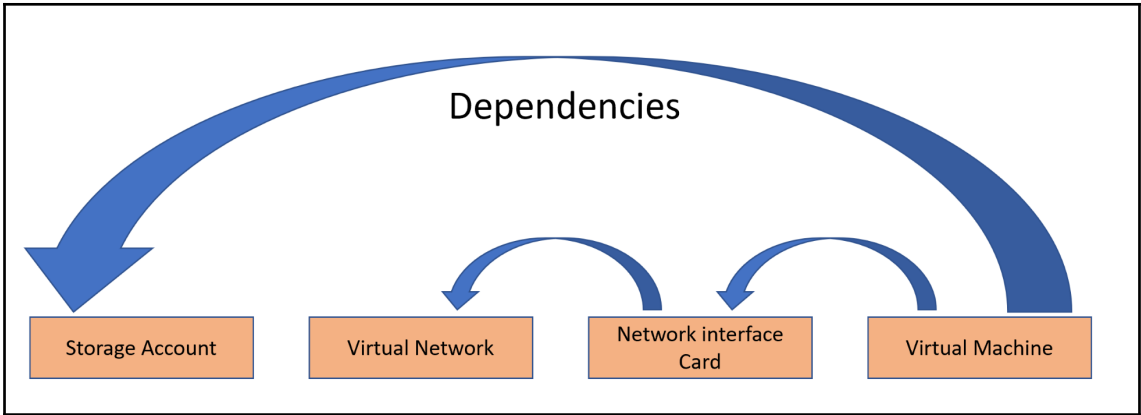 Dependencies
Storage Account
Virtual Network
Network interface
Card
Virtual Machine